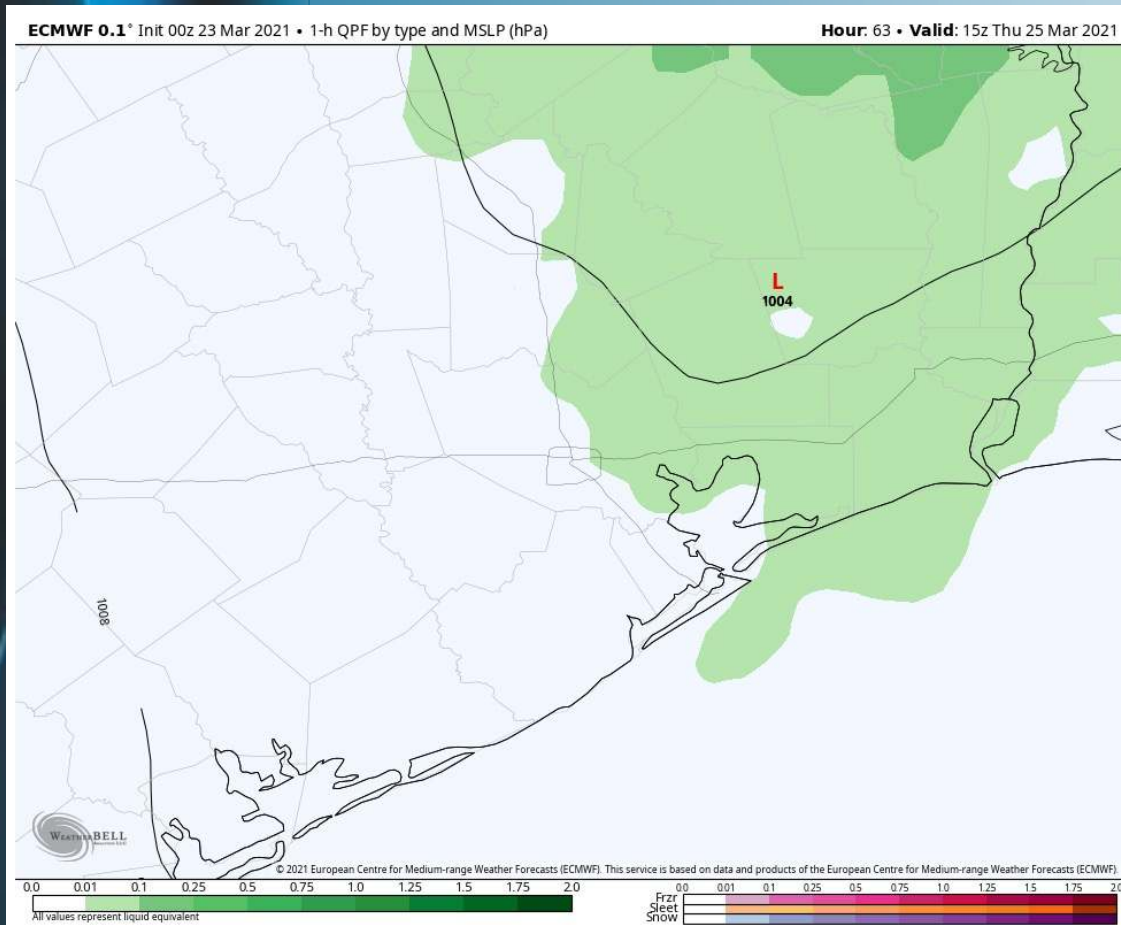 ECMWF 0.1° Init 00z 23 Mar 2021 • 1-h QPF by type and MSLP (hPa)
Hour: 63 • Valid: 15z Thu 25 Mar 2021
L
1004
1008
WEATHERBELL
© 2021 European Centre for Medium-range Weather Forecasts (ECMWF). This service is based on data and products of the European Centre for Medium-range Weather Forecasts (ECMWF).
0.0 0.01 0.1 0.25 0.5 0.75 1.0 1.25 1.5 1.75 2.0
All values represent liquid equivalent
0.0 0.01 0.1 0.25 0.5 0.75 1.0 1.25 1.5 1.75 2.0
Frzr
Sleet
Snow